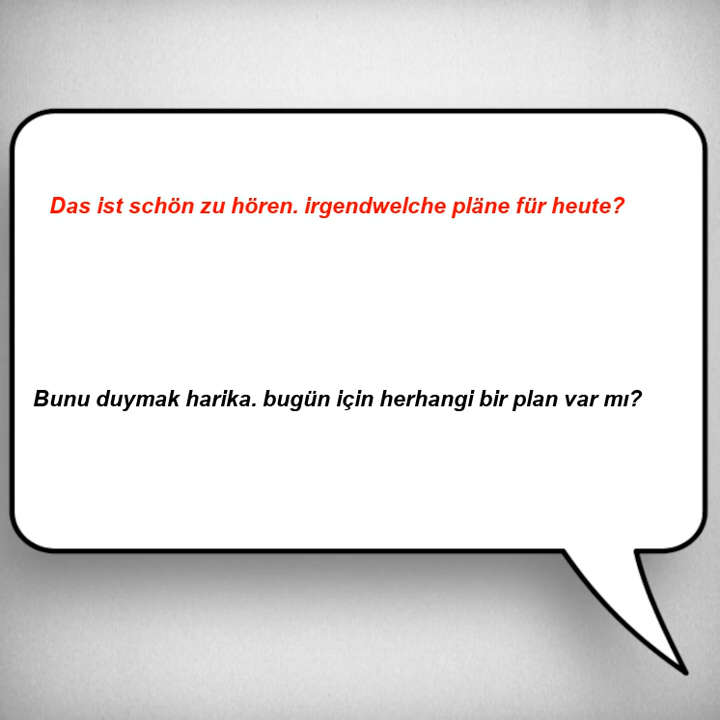 Das ist schön zu hören. irgendwelche pläne für heute?
Bunu duymak harika. bugün için herhangi bir plan var mı?